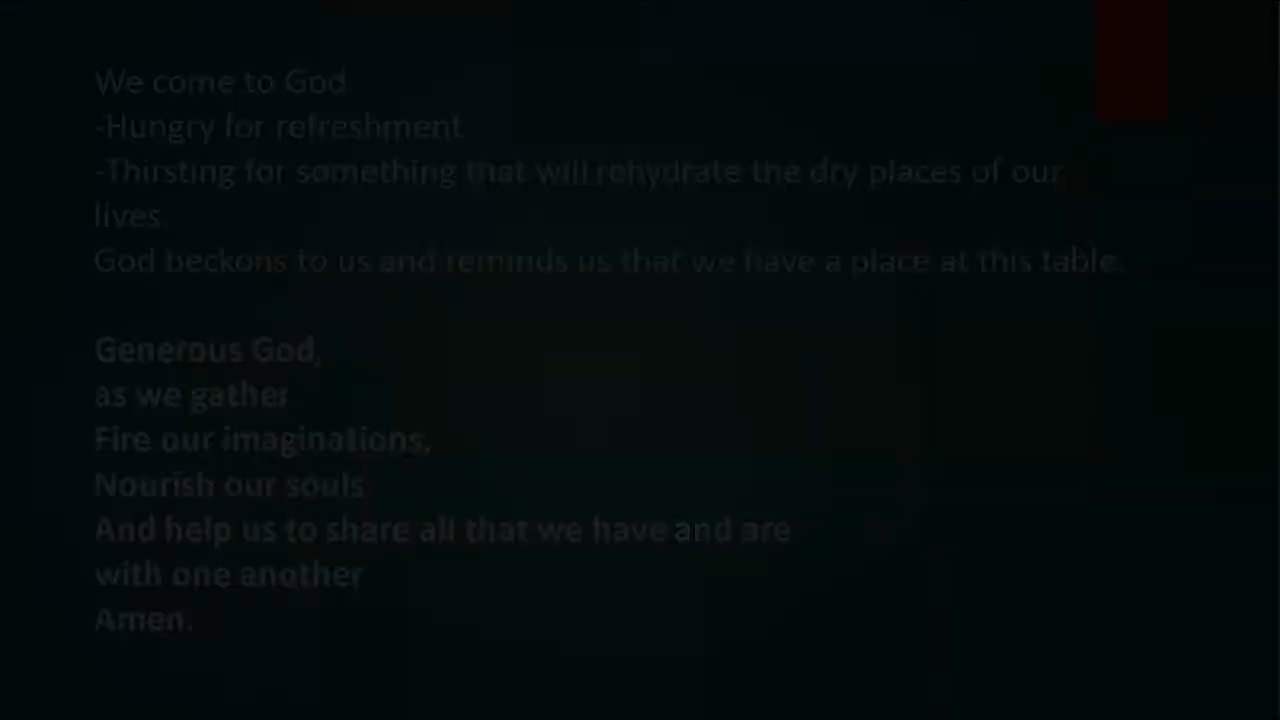 We come to God
-Hungry for refreshment
-Thirsting for something that will rehydrate the dry places of our
lives.
God beckons to us and reminds us that we have a place at this table.
Generous God,
as we gather
Fire our imaginations,
Nourish our souls
And help us to share all that we have and are
with one another
Amen.